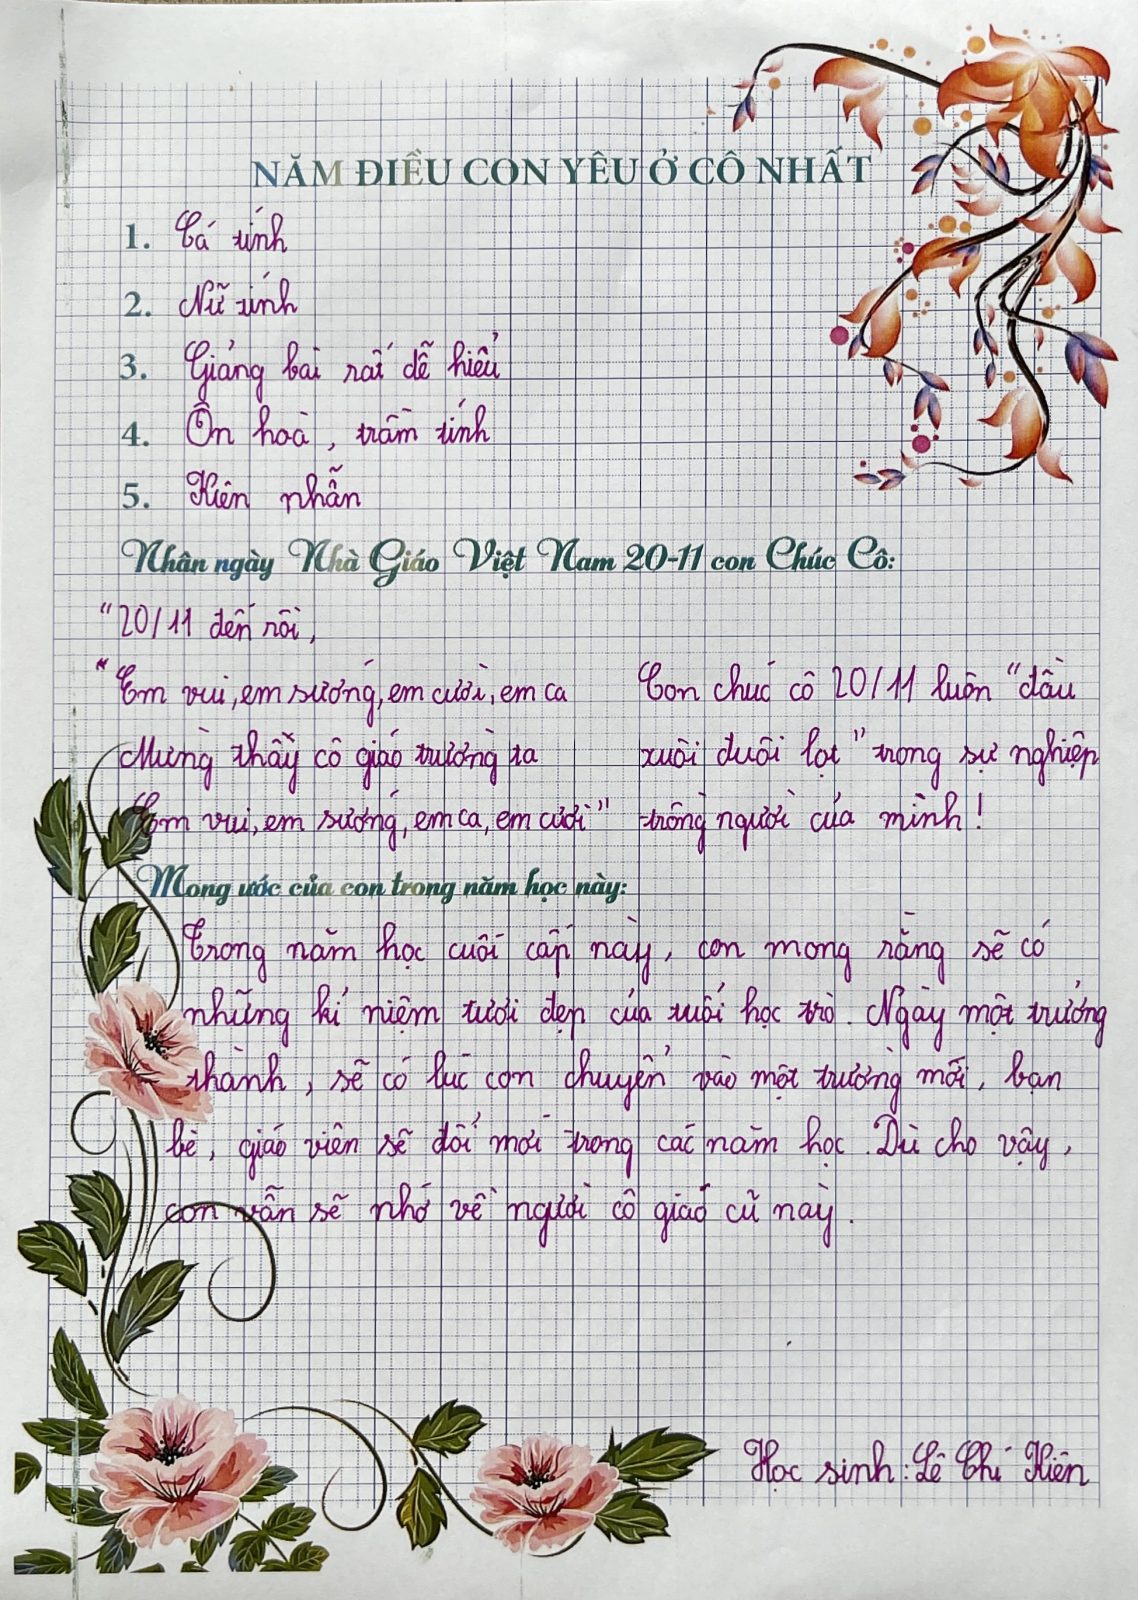 NĂM ĐIỀU CON YÊU Ở CÔ NHẤT
1. Cá tính
2. Nữ tính
3. Giảng bài rất dễ hiểu
4. Ôn hoà, trầm tính
5. Kiên nhẫn
Nhân ngày Nhà Giáo Việt Nam 20-11 con Chúc Cô:
"20/11 đến rồi,
"Em vui, em sướng, em cười, em ca
Mừng thầy cô giáo trường ta
Em vui, em sướng, em ca, em cười"
Con chúc cô 20/11 luôn "đầu
xuôi đuôi lọt" trong sự nghiệp
trồng người của mình!
Mong ước của con trong năm học này:
Trong năm học cuối cấp này, con mong rằng sẽ có
những kí niệm tươi đẹp của tuổi học trò. Ngày một trưởng
thành, sẽ có lúc con chuyển vào một trường mới, bạn
bè, giáo viên sẽ đổi mới trong các năm học. Dù cho vậy,
con vẫn sẽ nhớ về người cô giáo cũ này.
Học sinh: Lê Chí Kiên